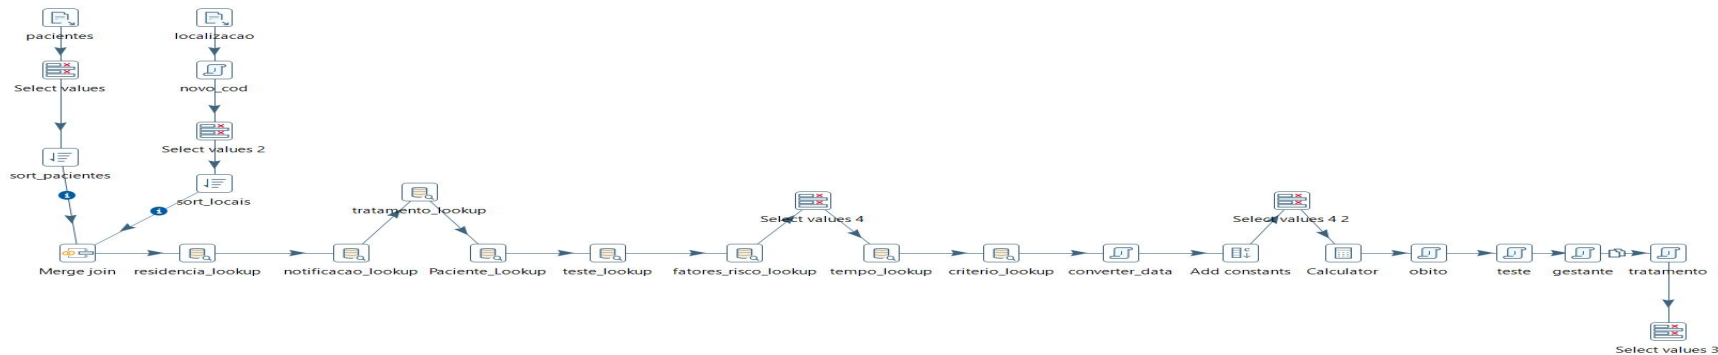 pacientes
localizacao
Select values
novo_cod
Select values 2
sort_pacientes
sort_locais
tratamento_lookup
Select values 4
Select values 4 2
Merge join
residencia_lookup
notificacao_lookup
Paciente_Lookup
teste_lookup
fatores_risco_lookup
tempo_lookup
criterio_lookup
converter_data
Add constants
Calculator
obito
teste
gestante
tratamento
Select values 3